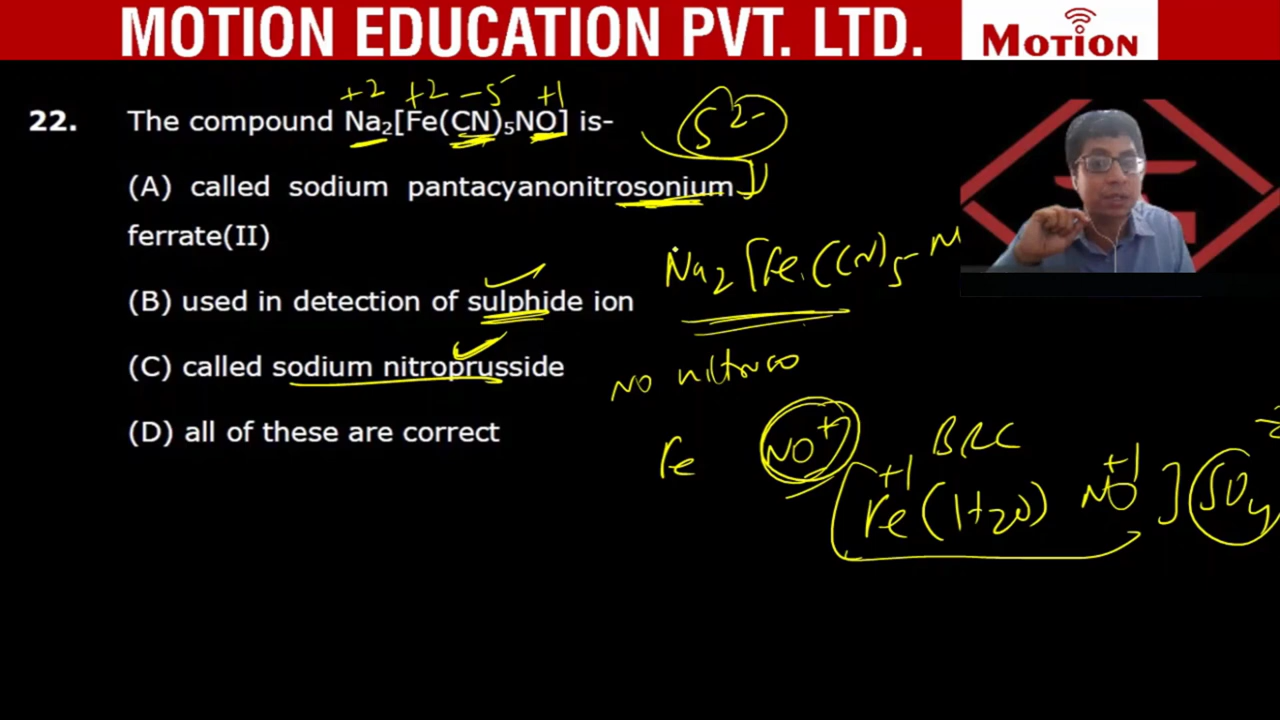 MOTION EDUCATION PVT. LTD.
MOTION
+2 +2 -5 +1
22. The compound Na₂[Fe(CN)₅NO] is-
S²⁻
(A) called sodium pantacyanonitrosonium
ferrate(II)
Na₂[Fe(CN)₅ N
(B) used in detection of sulphide ion
(C) called sodium nitroprusside
NO
(D) all of these are correct
Fe NO⁺ BRC
+1 +1
[Fe(H₂O) NO] SO₄